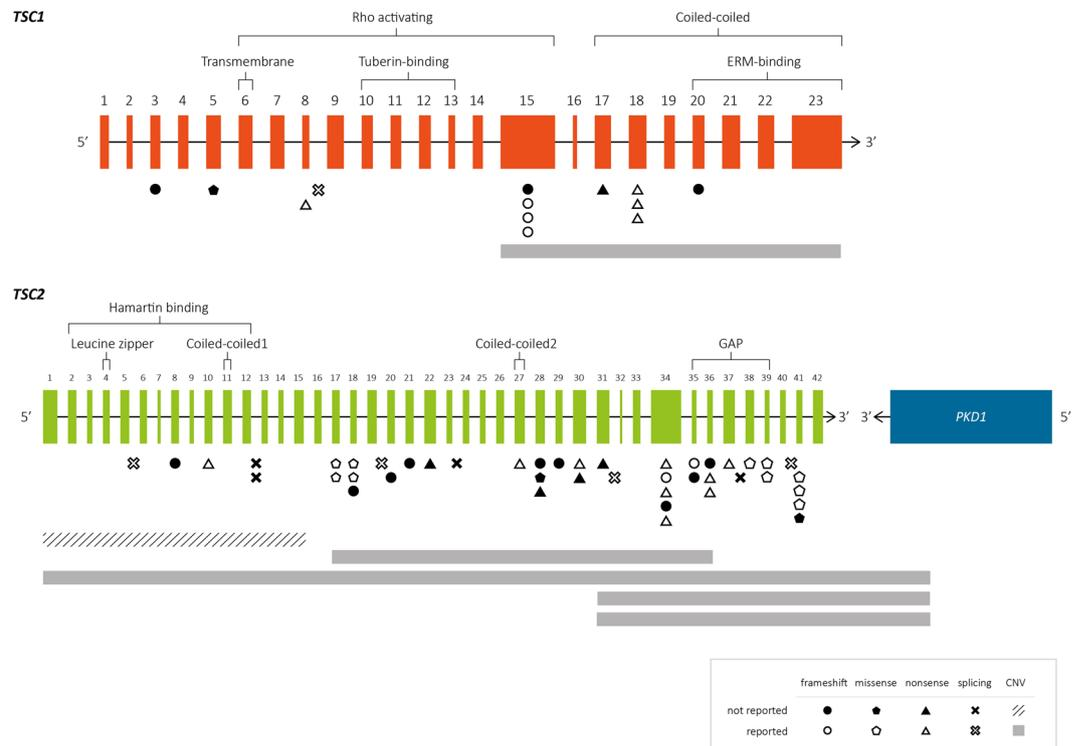 TSC1
Rho activating
Coiled-coiled
Transmembrane
Tuberin-binding
ERM-binding
1 2 3 4 5 6 7 8 9 10 11 12 13 14 15 16 17 18 19 20 21 22 23
5′ 3′
TSC2
Hamartin binding
Leucine zipper
Coiled-coiled1
Coiled-coiled2
GAP
1 2 3 4 5 6 7 8 9 10 11 12 13 14 15 16 17 18 19 20 21 22 23 24 25 26 27 28 29 30 31 32 33 34 35 36 37 38 39 40 41 42
5′ 3′ 3′ PKD1 5′
frameshift missense nonsense splicing CNV
not reported
reported